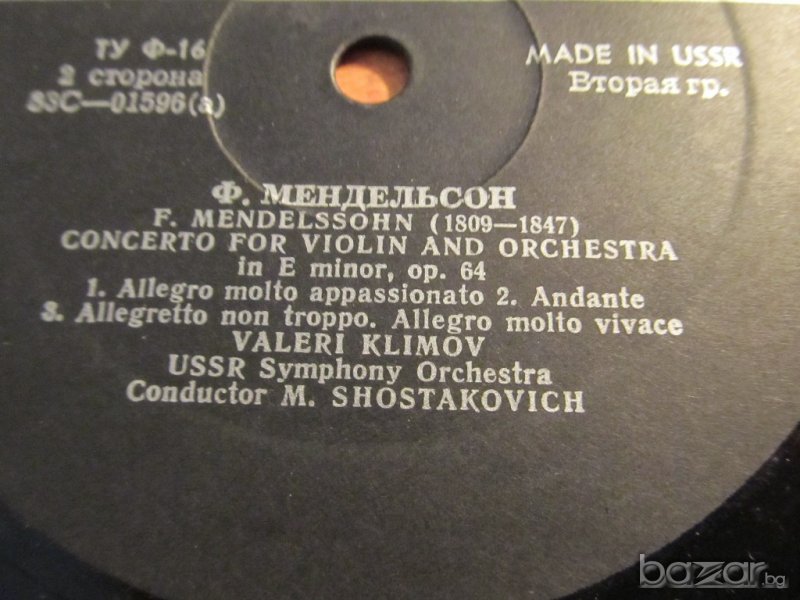 ТУ Ф-16
2 сторона
33С—01596(а)
MADE IN USSR
Вторая гр.
Ф. МЕНДЕЛЬСОН
F. MENDELSSOHN (1809—1847)
CONCERTO FOR VIOLIN AND ORCHESTRA
in E minor, op. 64
1. Allegro molto appassionato 2. Andante
3. Allegretto non troppo. Allegro molto vivace
VALERI KLIMOV
USSR Symphony Orchestra
Conductor M. SHOSTAKOVICH
bazar.bg